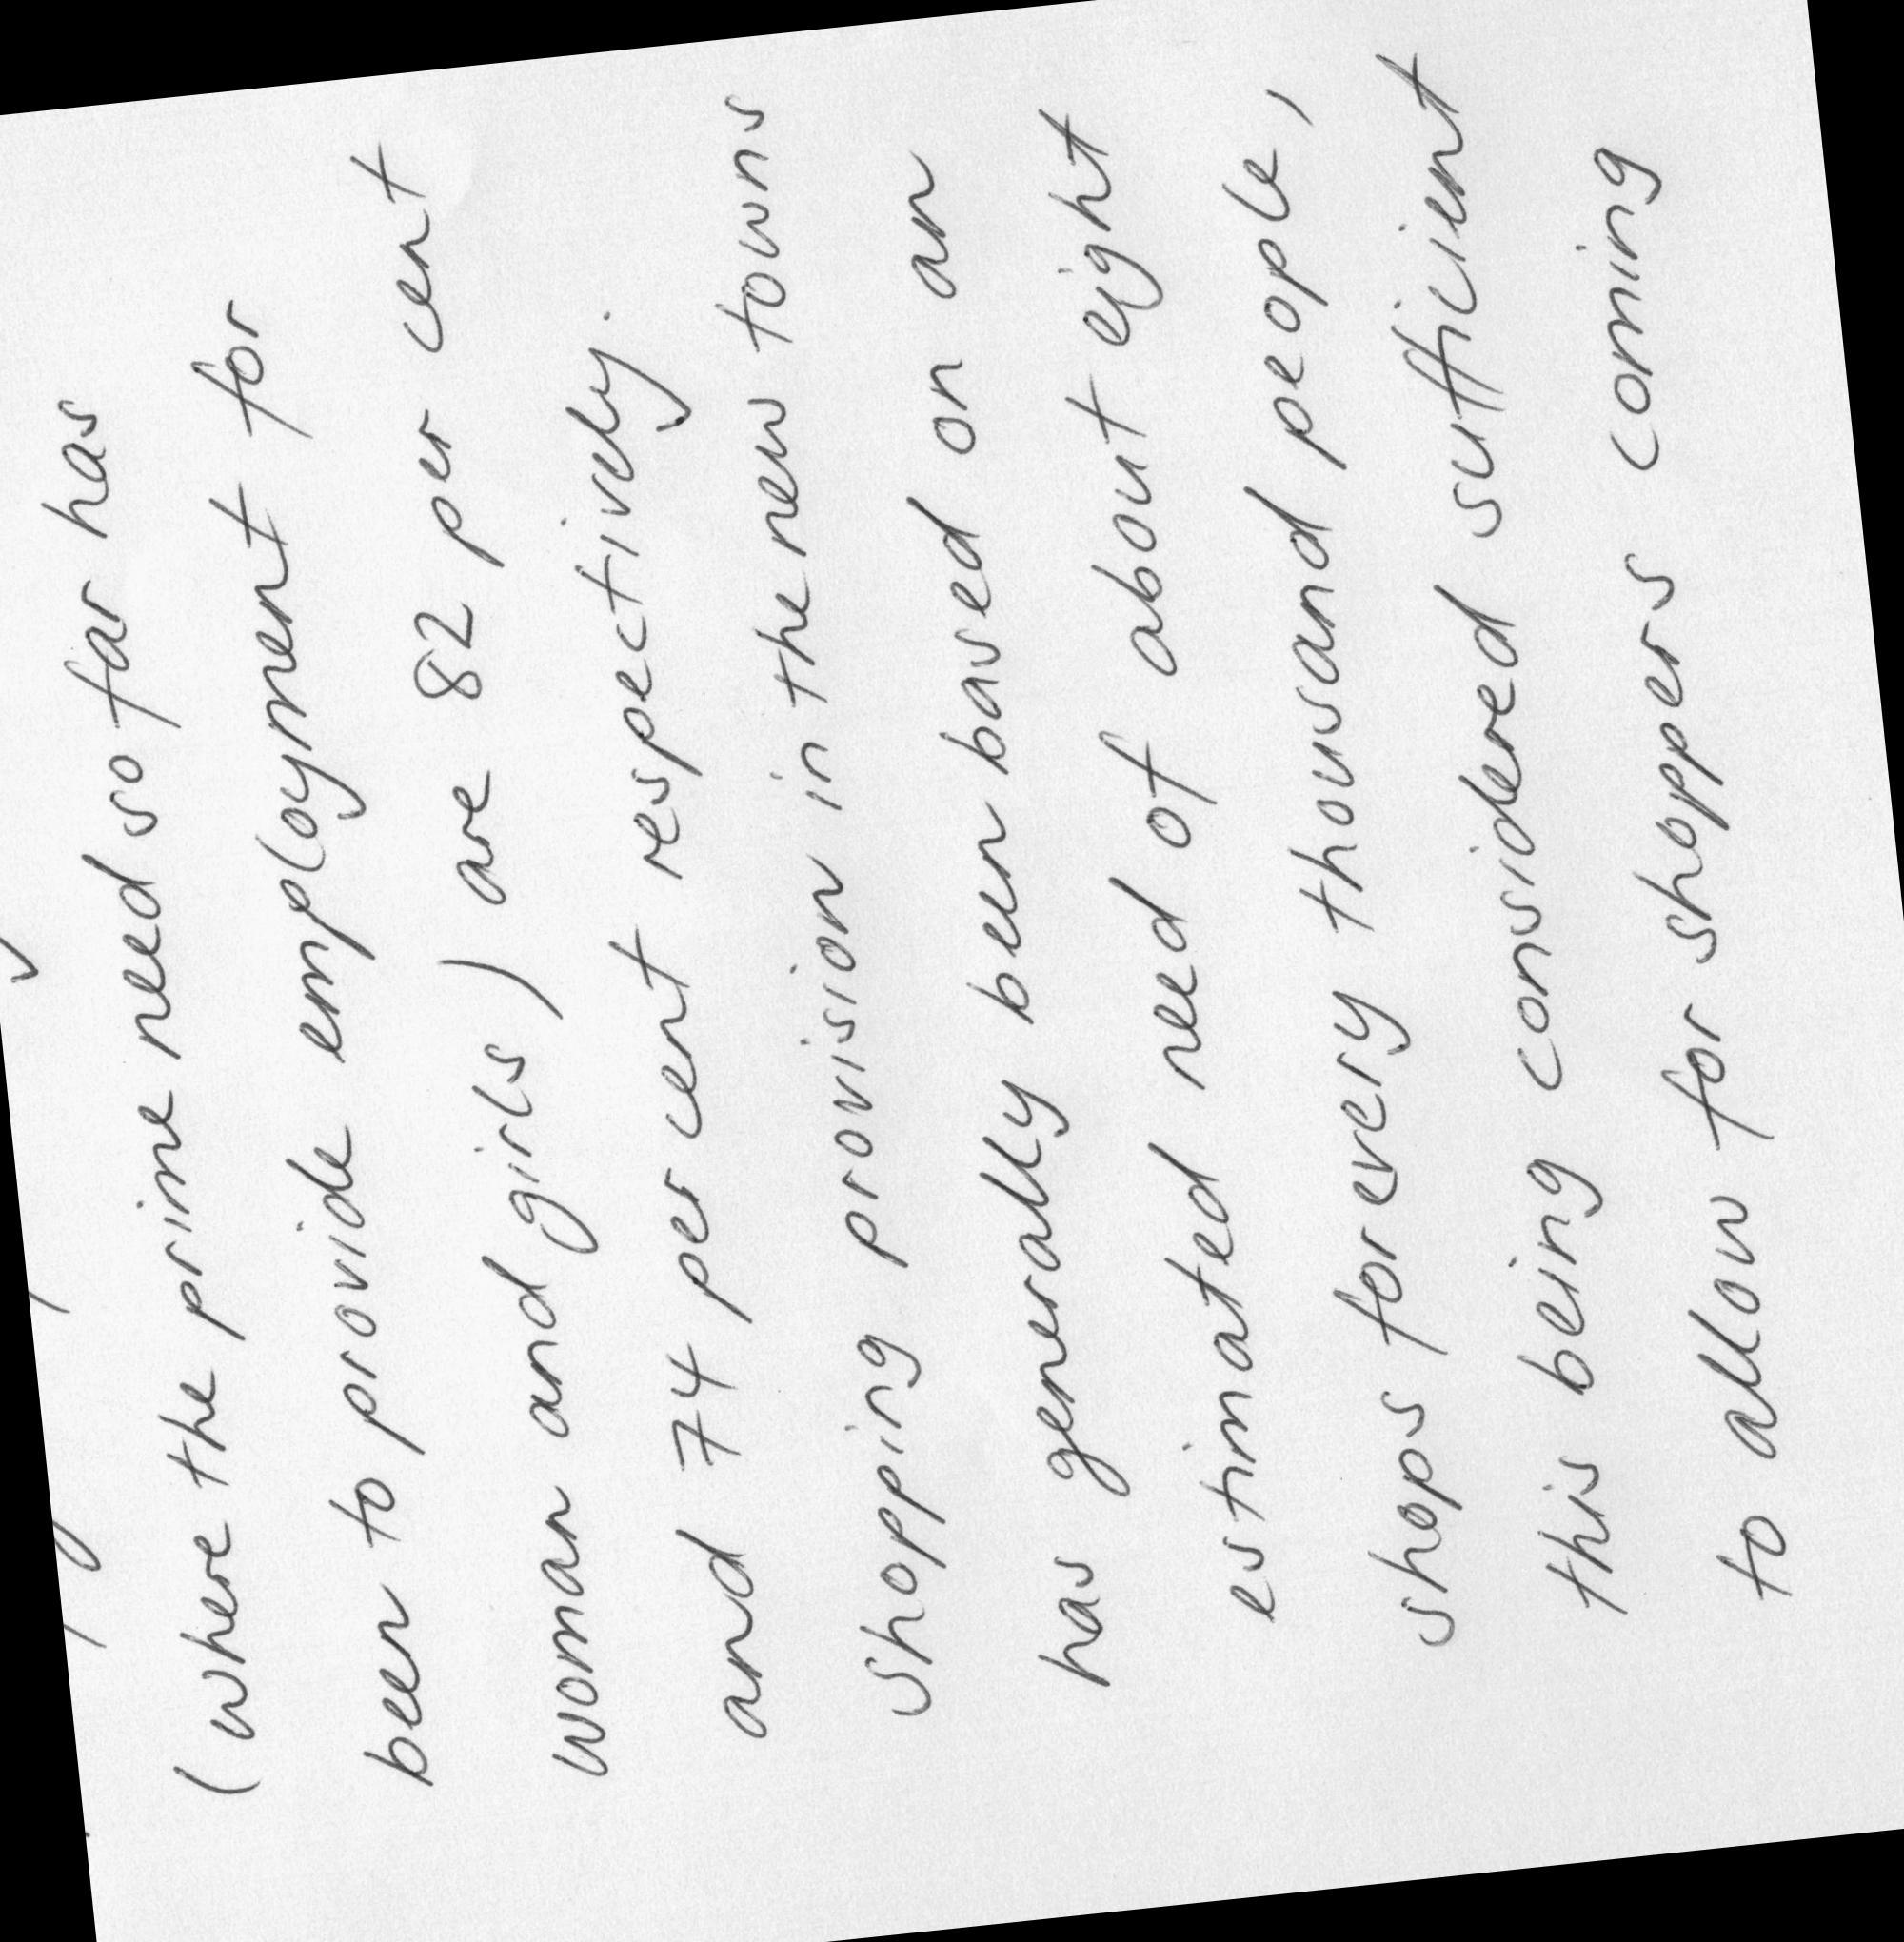 (where the prime need so far has
been to provide employment for
woman and girls) are 82 per cent
and 74 per cent respectively.
Shopping provision in the new towns
has generally been based on an
estimated need of about eight
shops for every thousand people,
this being considered sufficient
to allow for shoppers coming